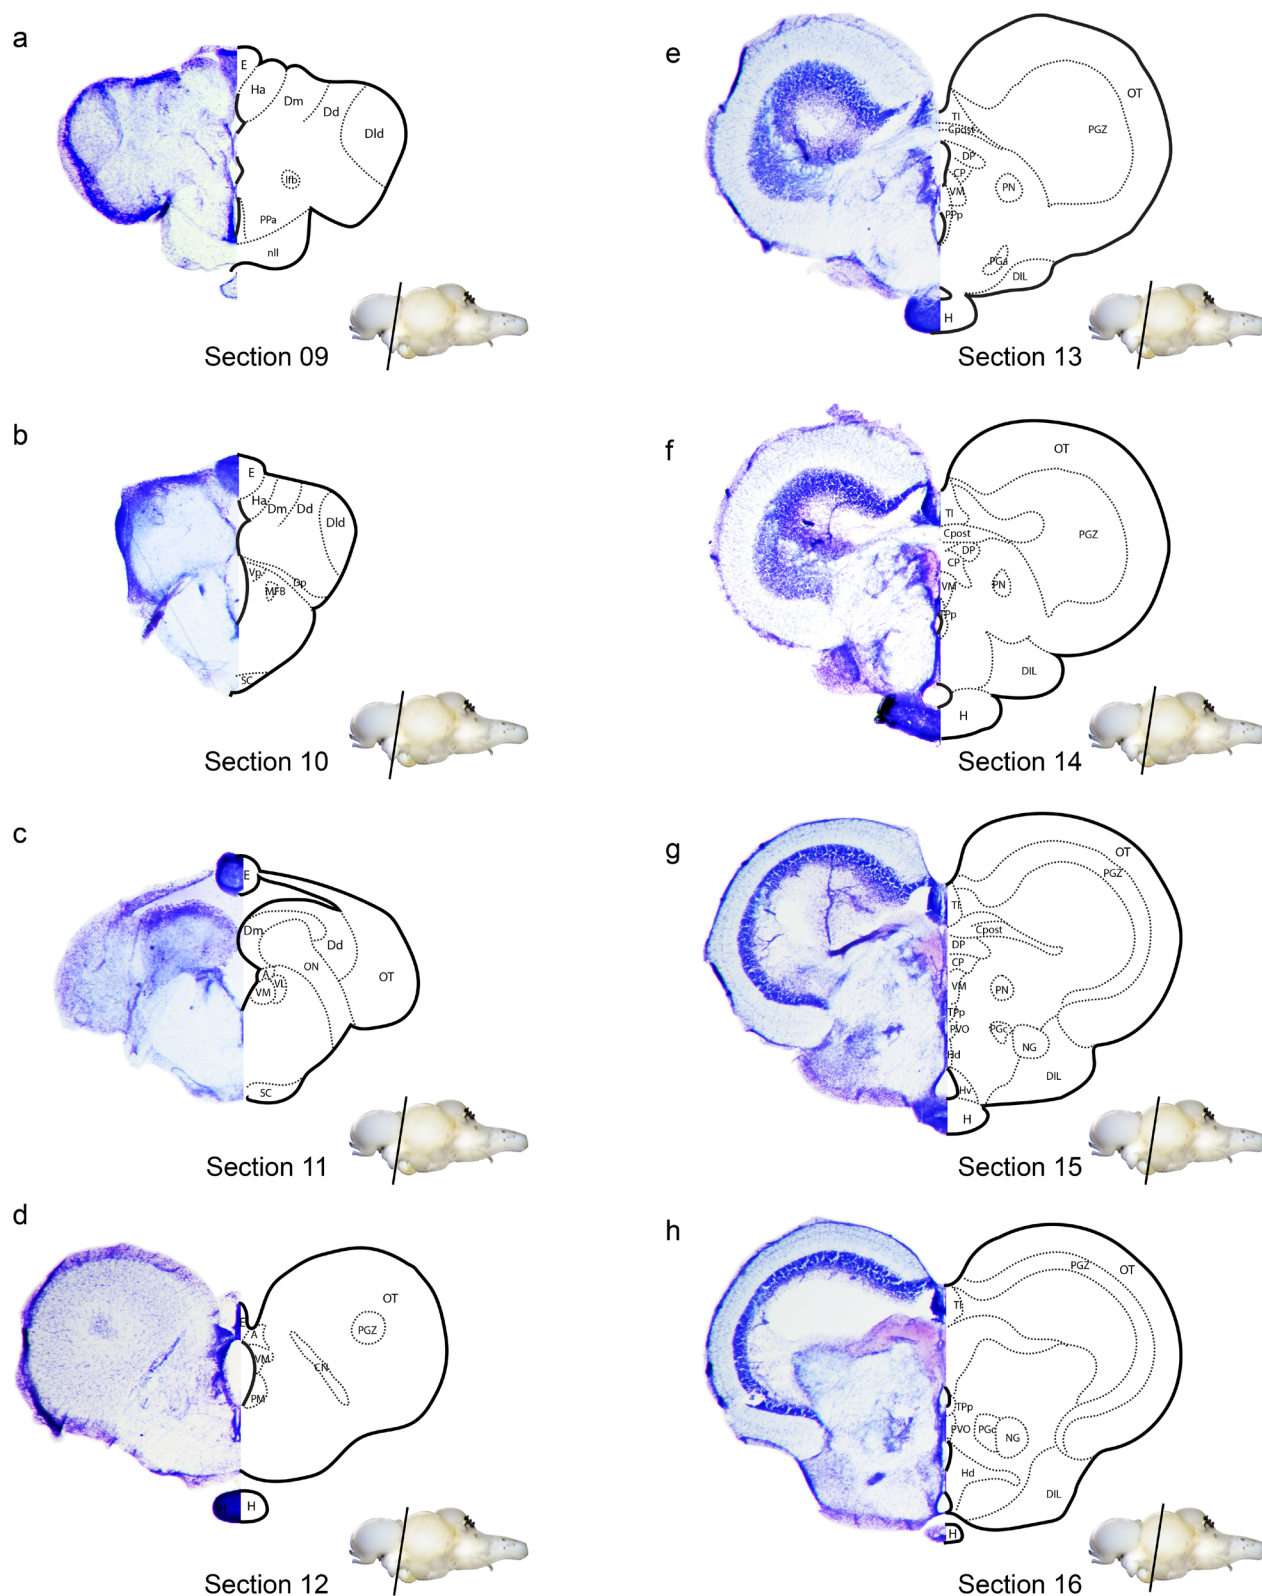 a
E
Ha
Dm
Dd
Dld
lfb
PPa
nll
Section 09
b
E
Ha
Dm
Dd
Dld
Vp
Dp
MFB
SC
Section 10
c
E
Dm
Dd
ON
OT
A
VL
VM
SC
Section 11
d
OT
E
A
PGZ
VM
CN
PM
H
Section 12
e
OT
TI
Cpost
PGZ
DP
CP
VM
PN
PPp
PGa
DIL
H
Section 13
f
OT
TI
Cpost
PGZ
DP
CP
VM
PN
TPp
DIL
H
Section 14
g
OT
PGZ
TI
Cpost
DP
CP
VM
PN
TPp
PVO
PGc
NG
Hd
DIL
Hv
H
Section 15
h
PGZ
OT
TI
TPp
PVO
PGc
NG
Hd
DIL
H
Section 16